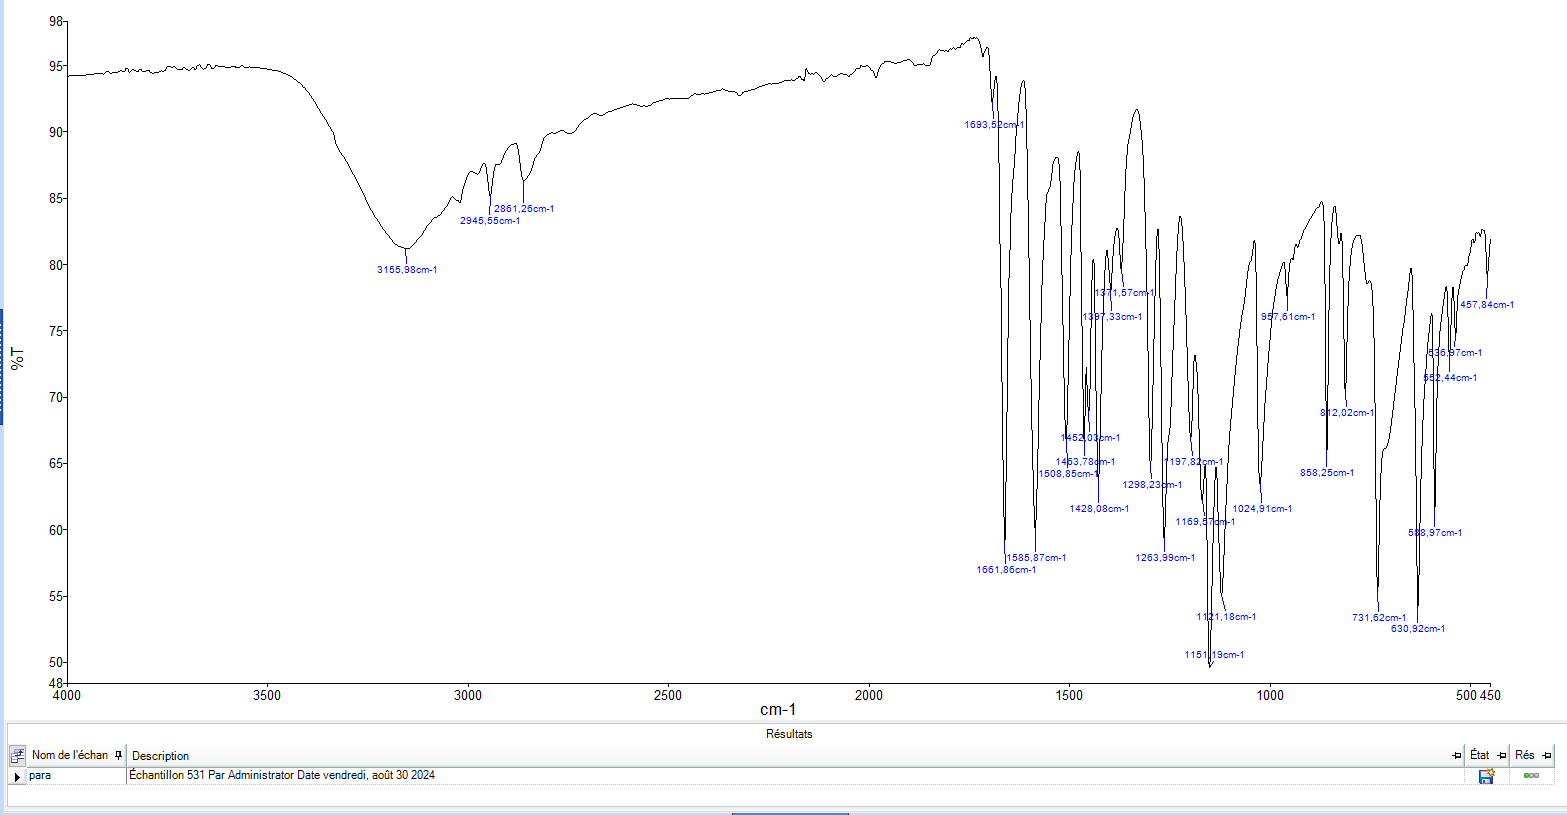 98
95
90
85
80
75
70
65
60
55
50
48
%T
4000
3500
3000
2500
2000
1500
1000
500
450
cm-1
3155,98cm-1
2945,55cm-1
2861,26cm-1
1693,52cm-1
1661,86cm-1
1585,87cm-1
1508,85cm-1
1463,78cm-1
1452,03cm-1
1428,08cm-1
1397,33cm-1
1371,57cm-1
1298,23cm-1
1263,99cm-1
1197,82cm-1
1169,57cm-1
1151,19cm-1
1121,18cm-1
1024,91cm-1
957,61cm-1
858,25cm-1
812,02cm-1
731,62cm-1
630,92cm-1
588,97cm-1
552,44cm-1
536,97cm-1
457,84cm-1
Résultats
Nom de l'échan Description État Rés
para Échantillon 531 Par Administrator Date vendredi, août 30 2024